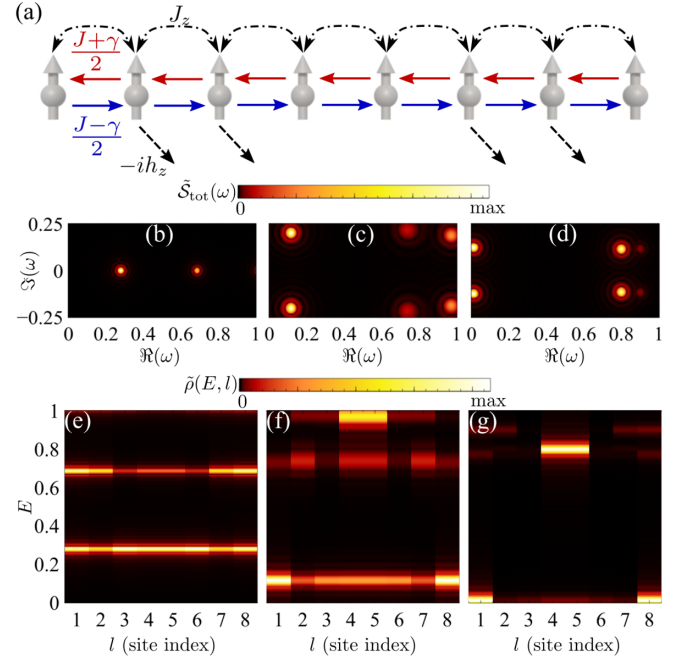 (a)
J_z
J+γ
2
J−γ
2
−ih_z
S̃_tot(ω)
0 max
(b) (c) (d)
ℑ(ω)
0.25
0
−0.25
0 0.2 0.4 0.6 0.8 1
0 0.2 0.4 0.6 0.8 1
0 0.2 0.4 0.6 0.8 1
ℜ(ω) ℜ(ω) ℜ(ω)
ρ̃(E, l)
0 max
(e) (f) (g)
E
1
0.8
0.6
0.4
0.2
0
1 2 3 4 5 6 7 8
1 2 3 4 5 6 7 8
1 2 3 4 5 6 7 8
l (site index) l (site index) l (site index)